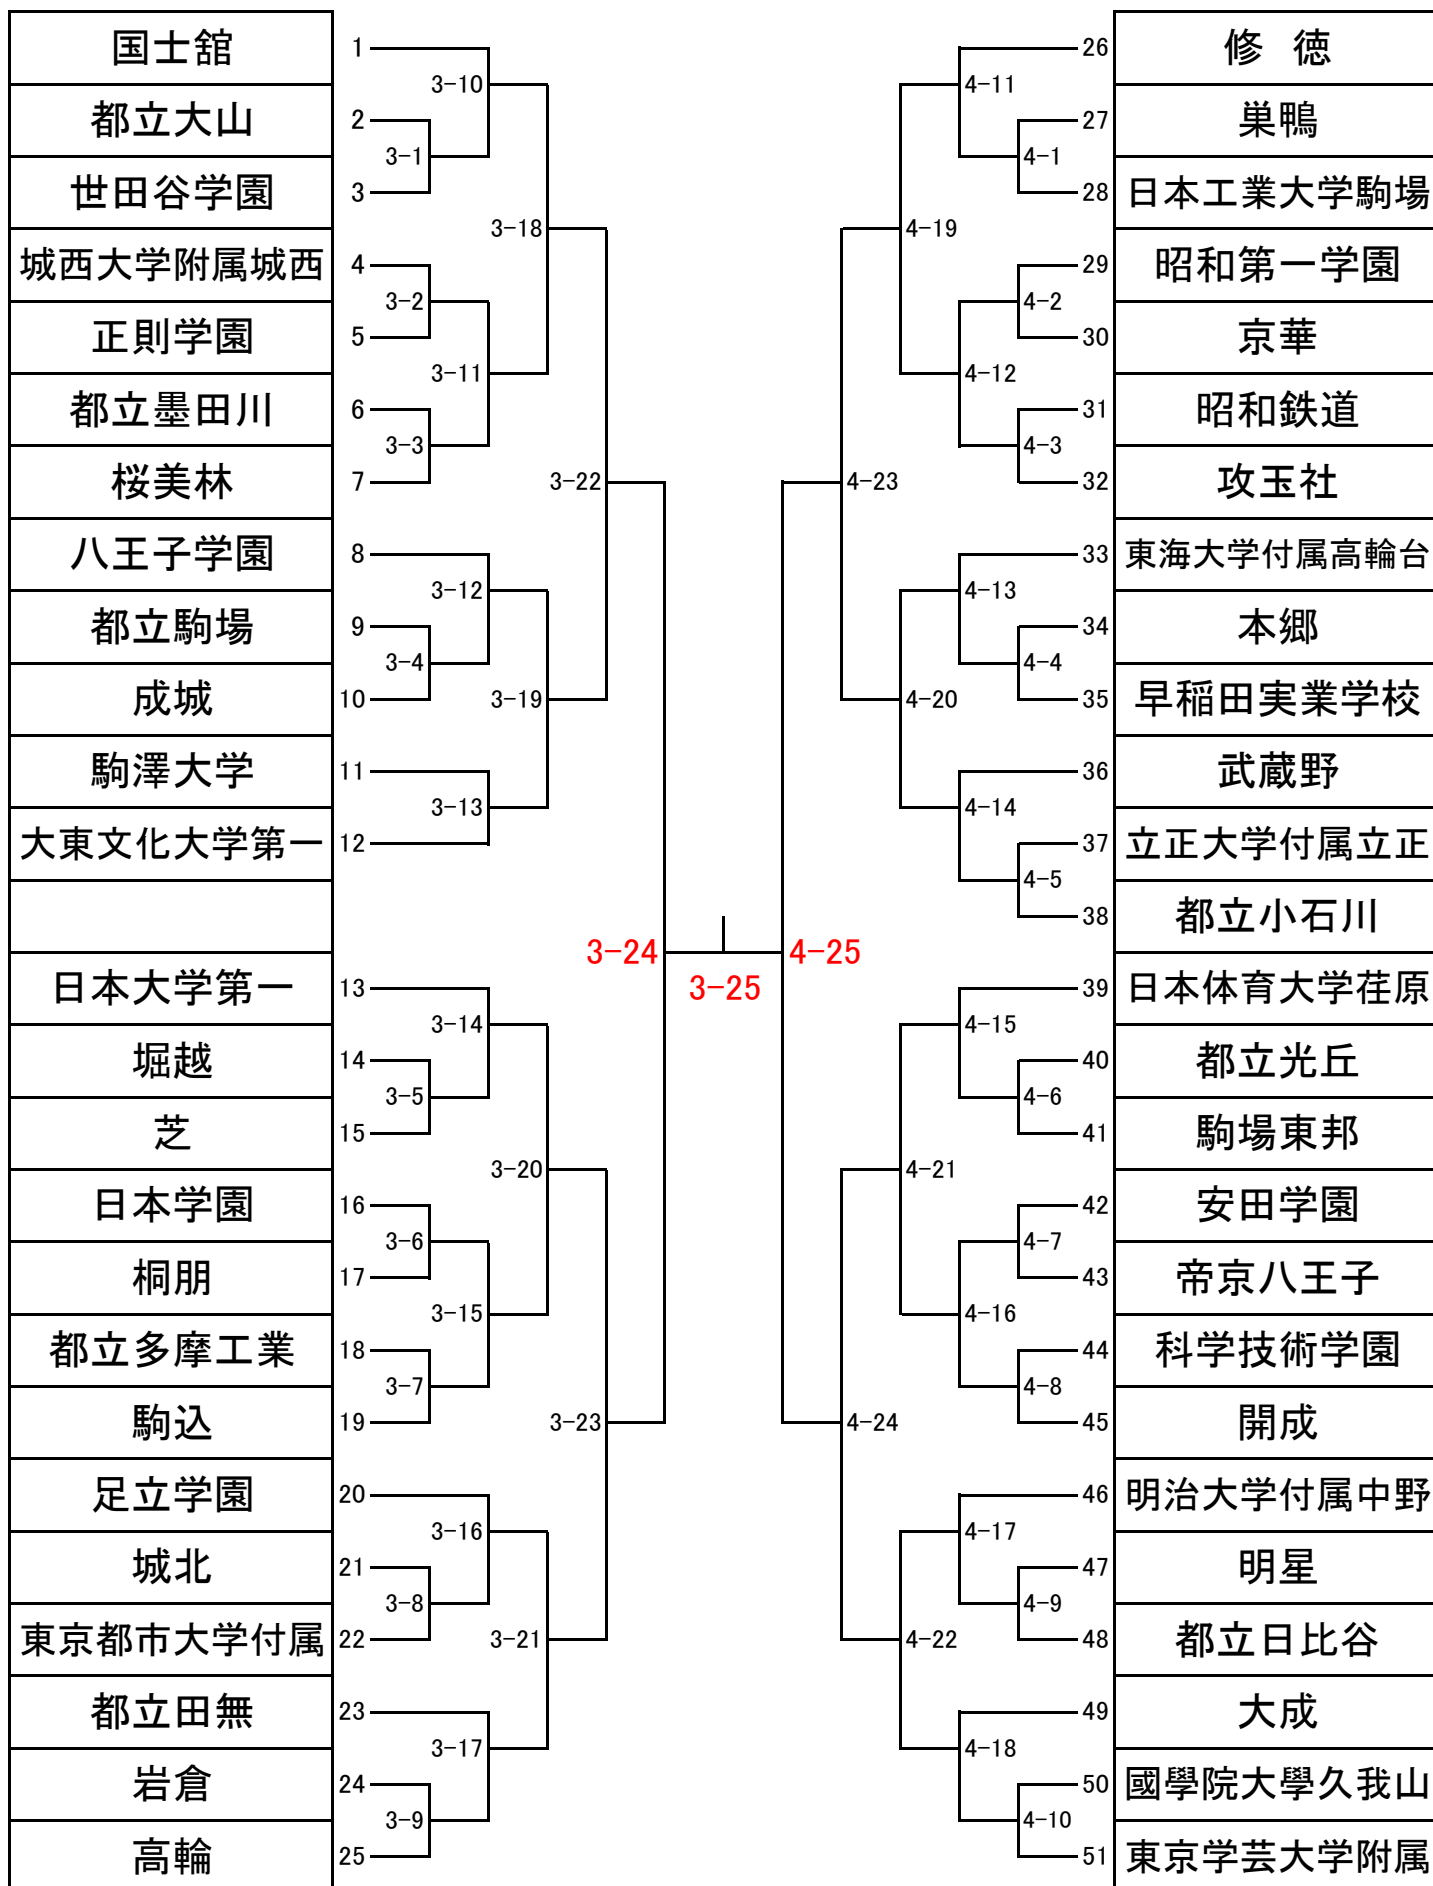 国士舘 1
3-10
都立大山 2
3-1
世田谷学園 3
3-18
城西大学附属城西 4
3-2
正則学園 5
3-11
都立墨田川 6
3-3
桜美林 7
3-22
八王子学園 8
3-12
都立駒場 9
3-4
成城 10
3-19
駒澤大学 11
3-13
大東文化大学第一 12
3-24
日本大学第一 13
3-14
堀越 14
3-5
芝 15
3-20
日本学園 16
3-6
桐朋 17
3-15
都立多摩工業 18
3-7
駒込 19
3-23
足立学園 20
3-16
城北 21
3-8
東京都市大学付属 22
3-21
都立田無 23
3-17
岩倉 24
3-9
高輪 25
3-25
26 修 徳
4-11
27 巣鴨
4-1
28 日本工業大学駒場
4-19
29 昭和第一学園
4-2
30 京華
4-12
31 昭和鉄道
4-3
32 攻玉社
4-23
33 東海大学付属高輪台
4-13
34 本郷
4-4
35 早稲田実業学校
4-20
36 武蔵野
4-14
37 立正大学付属立正
4-5
38 都立小石川
4-25
39 日本体育大学荏原
4-15
40 都立光丘
4-6
41 駒場東邦
4-21
42 安田学園
4-7
43 帝京八王子
4-16
44 科学技術学園
4-8
45 開成
4-24
46 明治大学付属中野
4-17
47 明星
4-9
48 都立日比谷
4-22
49 大成
4-18
50 國學院大學久我山
4-10
51 東京学芸大学附属